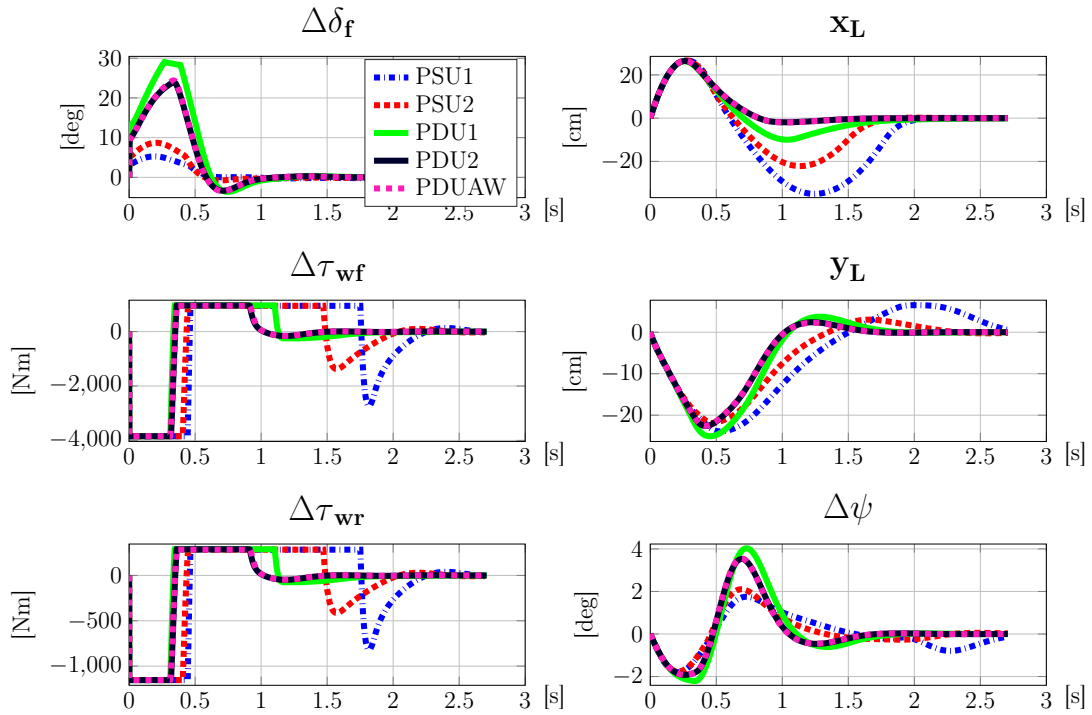 Δδ_f
[deg]
30
20
10
0
0 0.5 1 1.5 2 2.5 3 [s]
PSU1
PSU2
PDU1
PDU2
PDUAW
x_L
[cm]
20
0
−20
0 0.5 1 1.5 2 2.5 3 [s]
Δτ_wf
[Nm]
0
−2,000
−4,000
0 0.5 1 1.5 2 2.5 3 [s]
y_L
[cm]
0
−10
−20
0 0.5 1 1.5 2 2.5 3 [s]
Δτ_wr
[Nm]
0
−500
−1,000
0 0.5 1 1.5 2 2.5 3 [s]
Δψ
[deg]
4
2
0
−2
0 0.5 1 1.5 2 2.5 3 [s]